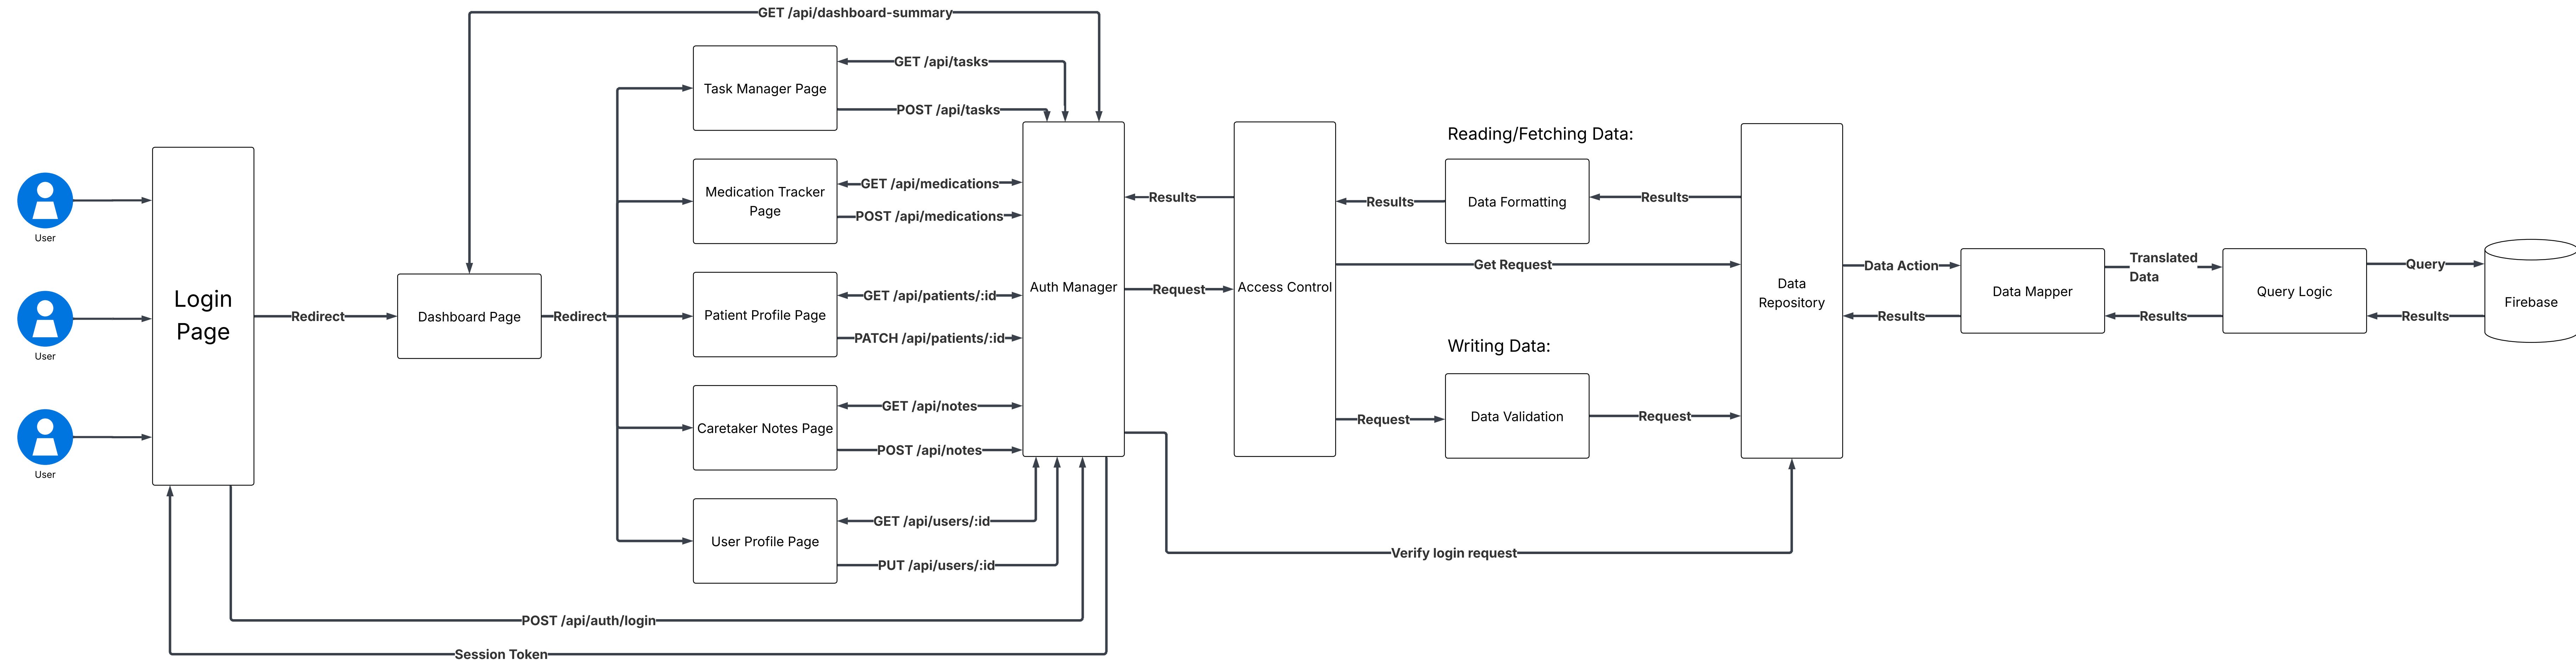 GET /api/dashboard-summary
User
User
User
Login
Page
Redirect
Dashboard Page
Redirect
Task Manager Page
GET /api/tasks
POST /api/tasks
Medication Tracker
Page
GET /api/medications
POST /api/medications
Patient Profile Page
GET /api/patients/:id
PATCH /api/patients/:id
Caretaker Notes Page
GET /api/notes
POST /api/notes
User Profile Page
GET /api/users/:id
PUT /api/users/:id
POST /api/auth/login
Session Token
Auth Manager
Results
Request
Access Control
Reading/Fetching Data:
Results
Data Formatting
Results
Get Request
Writing Data:
Request
Data Validation
Request
Verify login request
Data
Repository
Data Action
Results
Data Mapper
Translated
Data
Results
Query Logic
Query
Results
Firebase